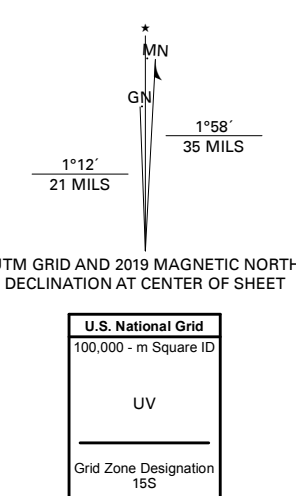 ★
MN
GN
1°58´
35 MILS
1°12´
21 MILS
UTM GRID AND 2019 MAGNETIC NORTH
DECLINATION AT CENTER OF SHEET
U.S. National Grid
100,000 - m Square ID
UV
Grid Zone Designation
15S